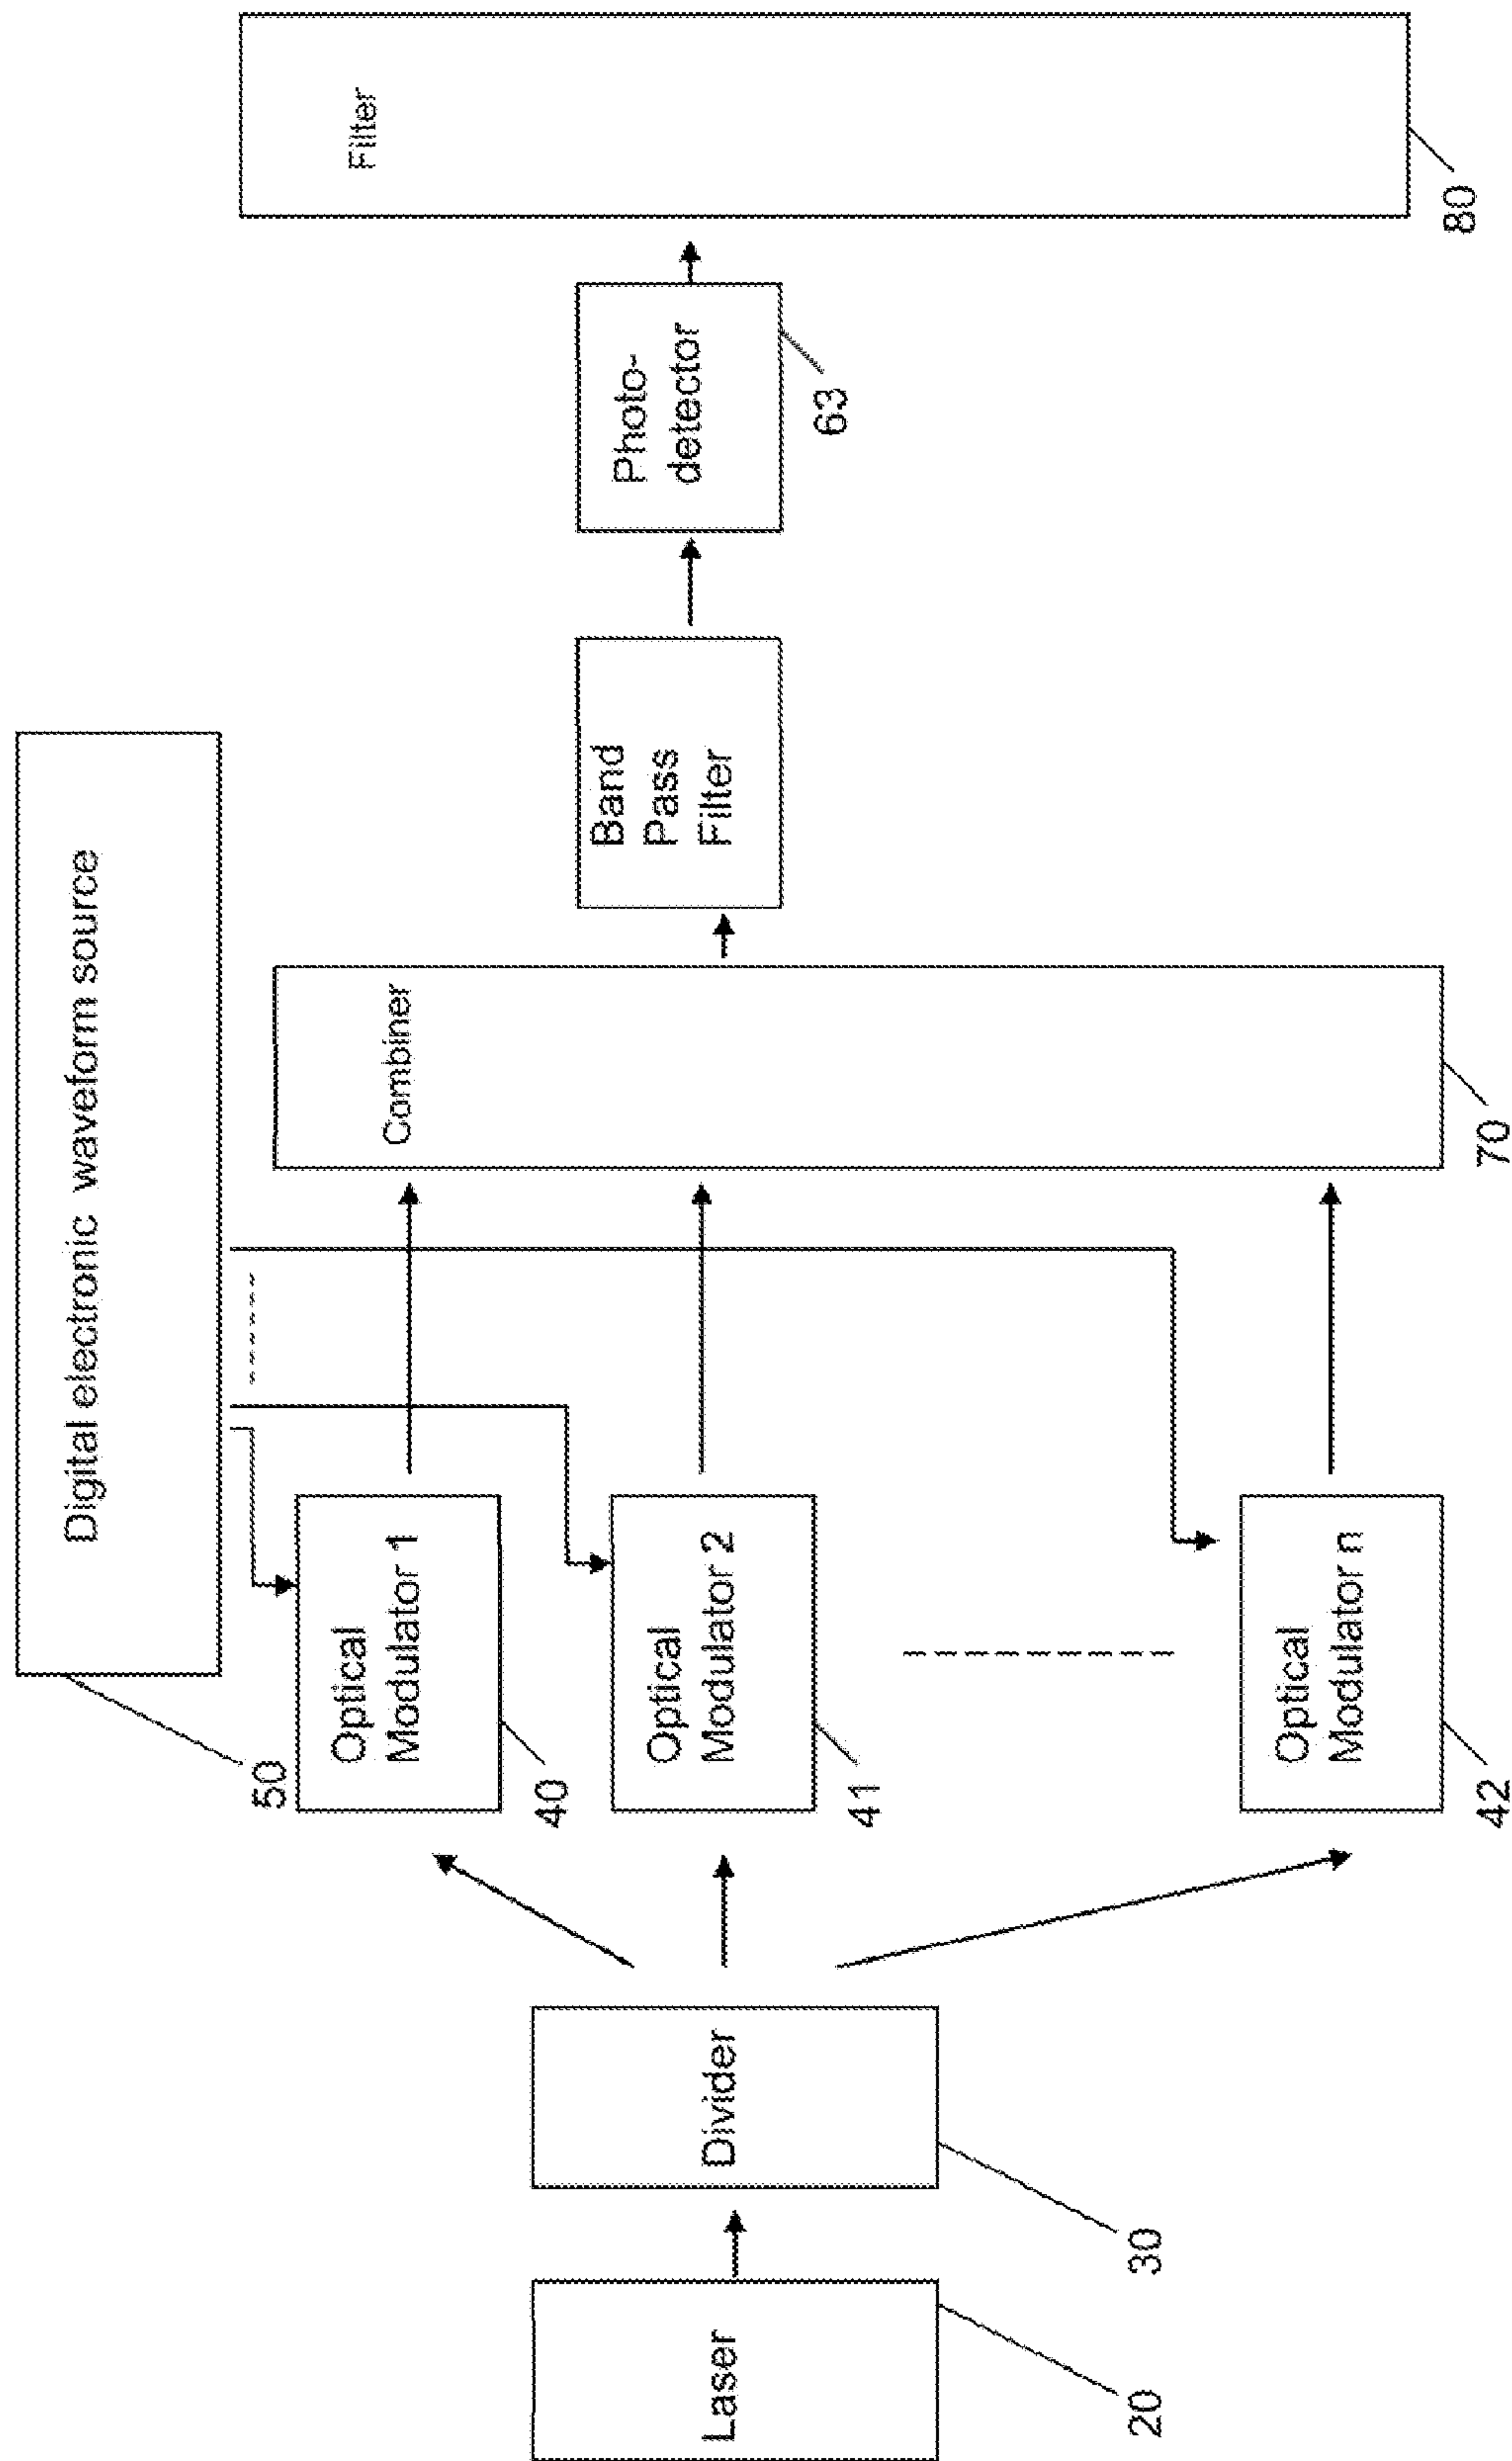 Digital electronic waveform source
50
Laser
20
Divider
30
Optical
Modulator 1
40
Optical
Modulator 2
41
Optical
Modulator n
42
Combiner
70
Band
Pass
Filter
Photo-
detector
63
Filter
80